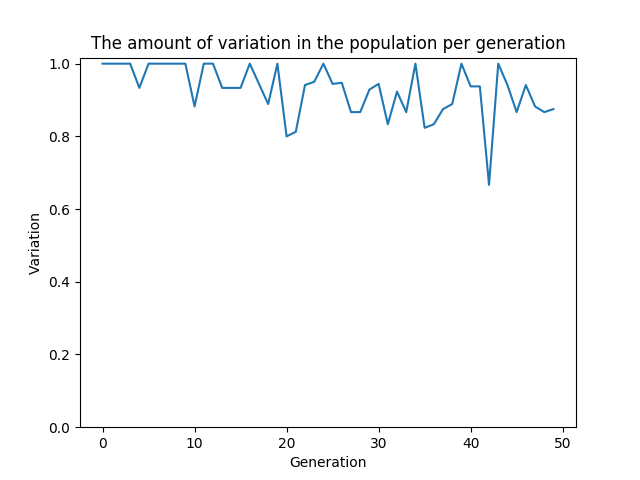 The amount of variation in the population per generation
1.0
0.8
0.6
0.4
0.2
0.0
Variation
0 10 20 30 40 50
Generation